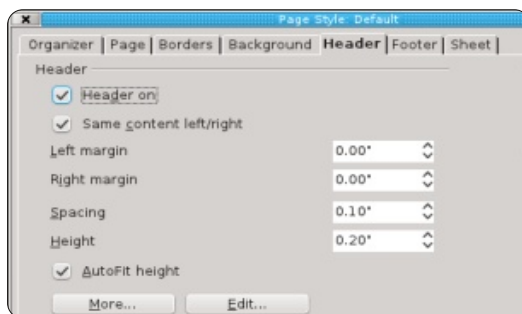 Page Style: Default
Organizer Page Borders Background Header Footer Sheet
Header
Header on
Same content left/right
Left margin 0.00"
Right margin 0.00"
Spacing 0.10"
Height 0.20"
AutoFit height
More... Edit...